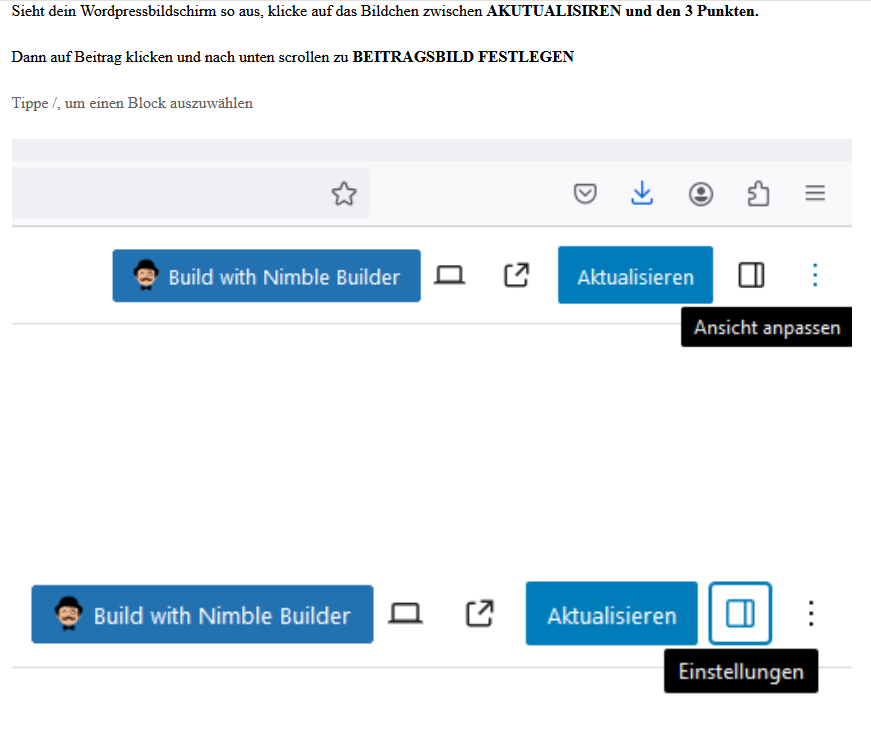 Sieht dein Wordpressbildschirm so aus, klicke auf das Bildchen zwischen AKUTUALISIREN und den 3 Punkten.
Dann auf Beitrag klicken und nach unten scrollen zu BEITRAGSBILD FESTLEGEN
Tippe /, um einen Block auszuwählen
Build with Nimble Builder Aktualisieren
Ansicht anpassen
Build with Nimble Builder Aktualisieren
Einstellungen